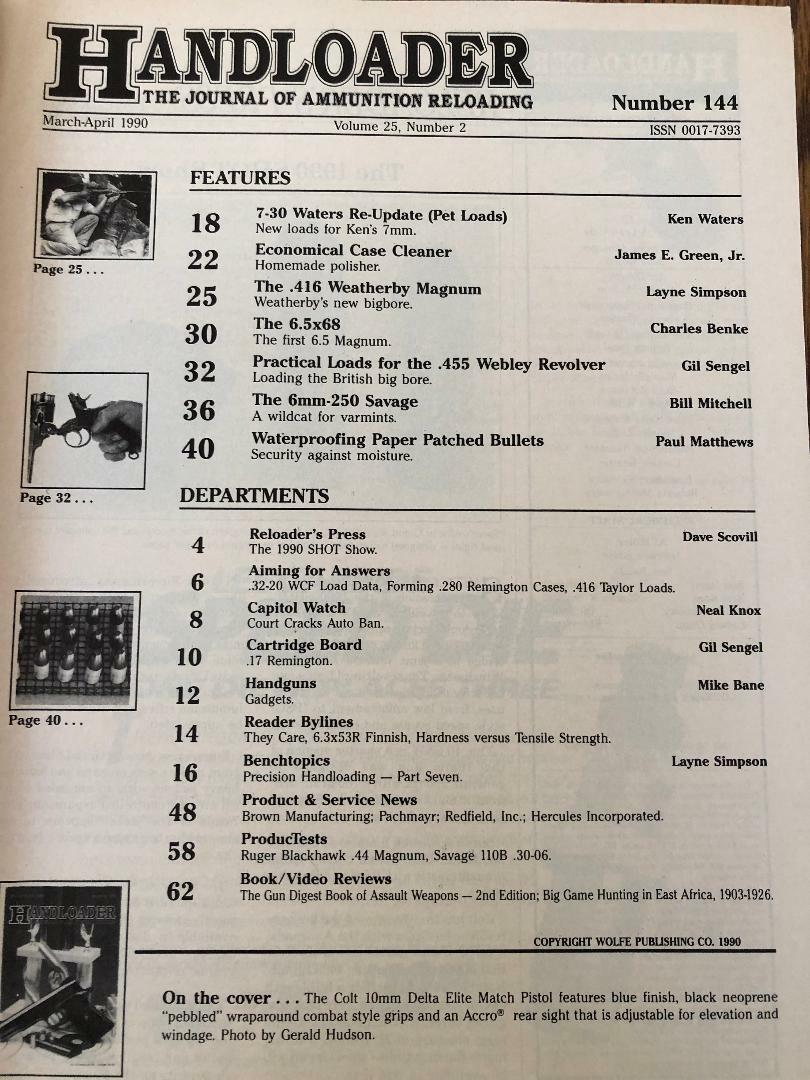 HANDLOADER
THE JOURNAL OF AMMUNITION RELOADING
Number 144
March-April 1990
Volume 25, Number 2
ISSN 0017-7393
FEATURES
18 7-30 Waters Re-Update (Pet Loads) Ken Waters
New loads for Ken's 7mm.
22 Economical Case Cleaner James E. Green, Jr.
Homemade polisher.
25 The .416 Weatherby Magnum Layne Simpson
Weatherby's new bigbore.
30 The 6.5x68 Charles Benke
The first 6.5 Magnum.
32 Practical Loads for the .455 Webley Revolver Gil Sengel
Loading the British big bore.
36 The 6mm-250 Savage Bill Mitchell
A wildcat for varmints.
40 Waterproofing Paper Patched Bullets Paul Matthews
Security against moisture.
Page 25 . . .
Page 32 . . .
DEPARTMENTS
4 Reloader's Press Dave Scovill
The 1990 SHOT Show.
6 Aiming for Answers
.32-20 WCF Load Data, Forming .280 Remington Cases, .416 Taylor Loads.
8 Capitol Watch Neal Knox
Court Cracks Auto Ban.
10 Cartridge Board Gil Sengel
.17 Remington.
12 Handguns Mike Bane
Gadgets.
14 Reader Bylines
They Care, 6.3x53R Finnish, Hardness versus Tensile Strength.
16 Benchtopics Layne Simpson
Precision Handloading — Part Seven.
48 Product & Service News
Brown Manufacturing; Pachmayr; Redfield, Inc.; Hercules Incorporated.
58 ProducTests
Ruger Blackhawk .44 Magnum, Savage 110B .30-06.
62 Book/Video Reviews
The Gun Digest Book of Assault Weapons — 2nd Edition; Big Game Hunting in East Africa, 1903-1926.
Page 40 . . .
HANDLOADER
COPYRIGHT WOLFE PUBLISHING CO. 1990
On the cover . . . The Colt 10mm Delta Elite Match Pistol features blue finish, black neoprene
"pebbled" wraparound combat style grips and an Accro® rear sight that is adjustable for elevation and
windage. Photo by Gerald Hudson.